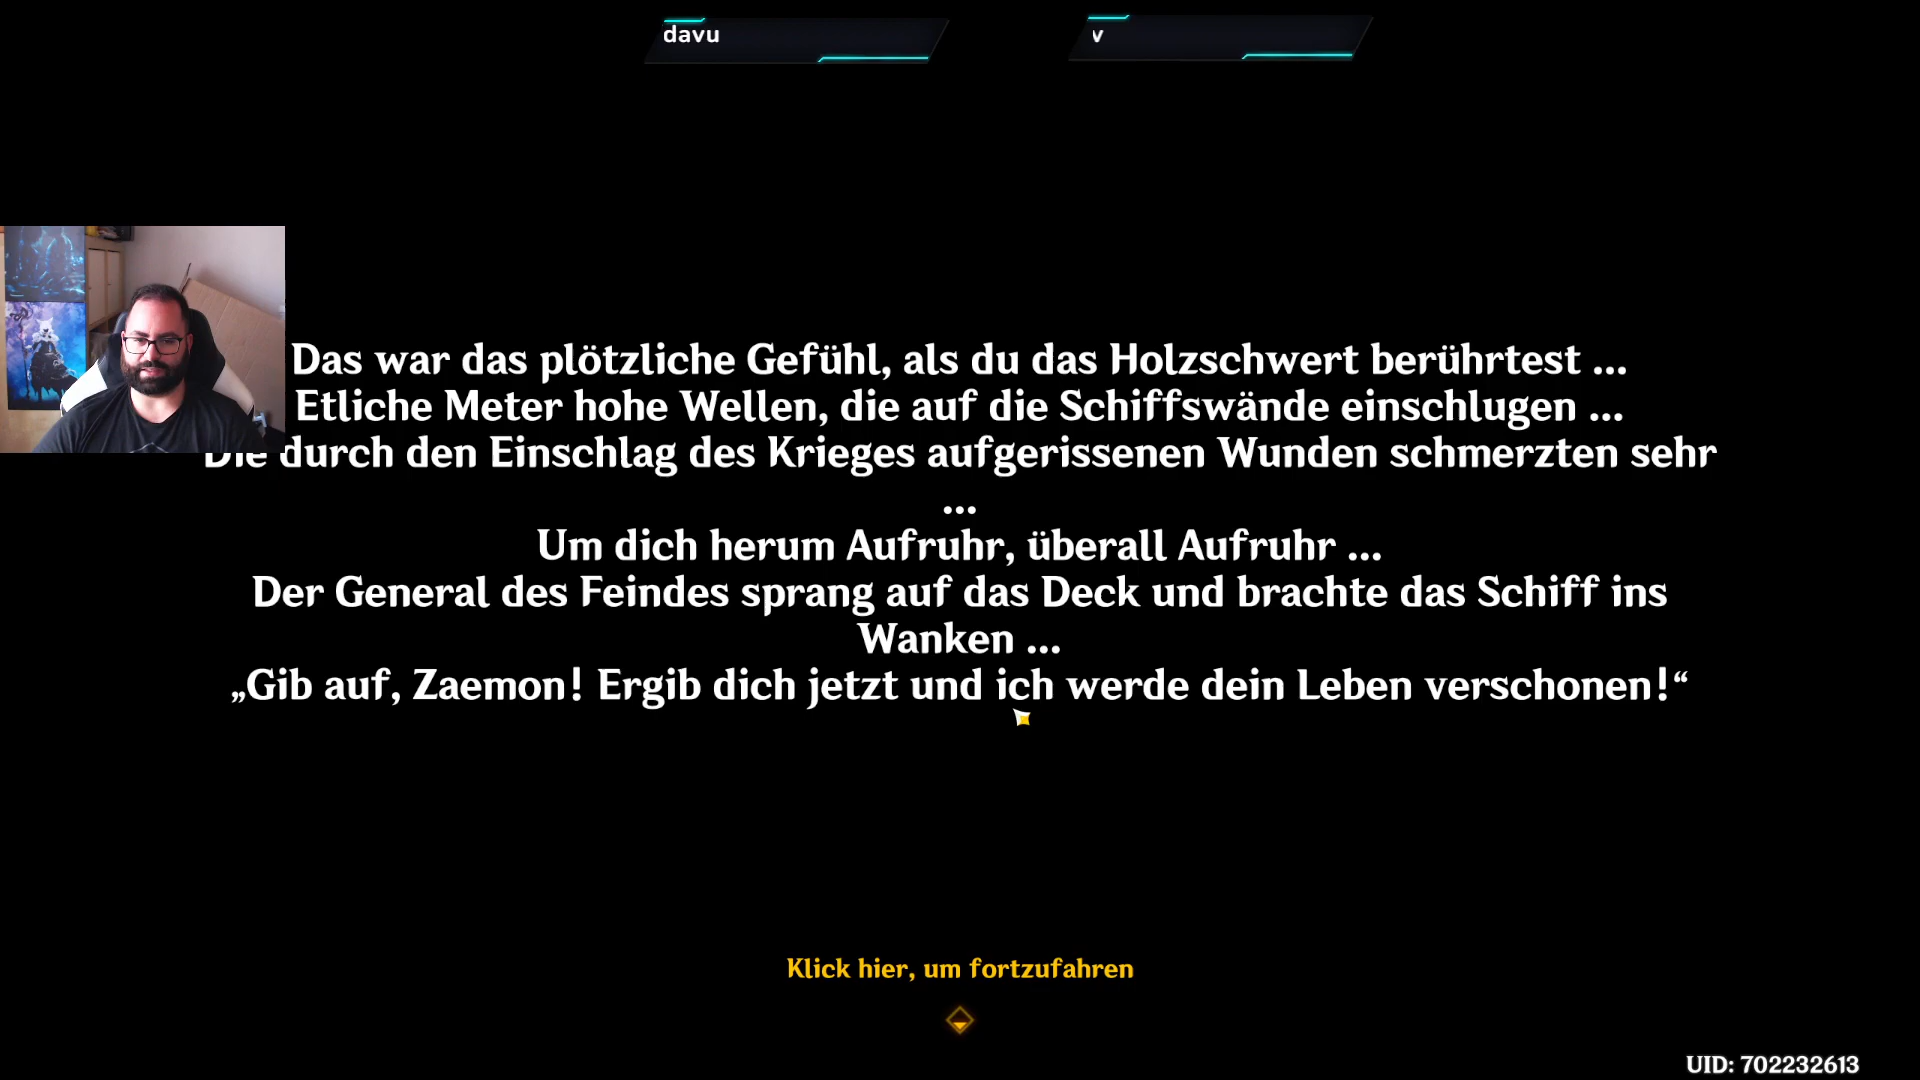 davu
v
Das war das plötzliche Gefühl, als du das Holzschwert berührtest ...
Etliche Meter hohe Wellen, die auf die Schiffswände einschlugen ...
Die durch den Einschlag des Krieges aufgerissenen Wunden schmerzten sehr
...
Um dich herum Aufruhr, überall Aufruhr ...
Der General des Feindes sprang auf das Deck und brachte das Schiff ins
Wanken ...
„Gib auf, Zaemon! Ergib dich jetzt und ich werde dein Leben verschonen!“
Klick hier, um fortzufahren
UID: 702232613